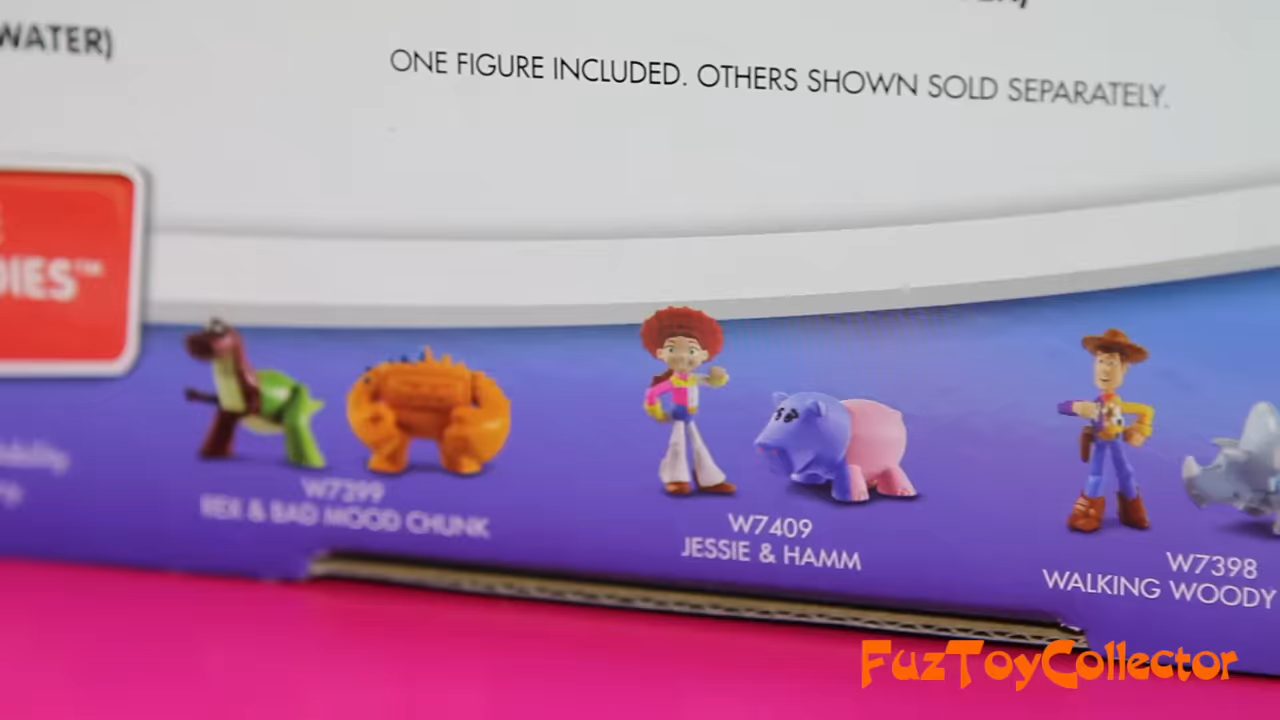 WATER)
ONE FIGURE INCLUDED. OTHERS SHOWN SOLD SEPARATELY.
DIES™
W7399
REX & BAD MOOD CHUNK
W7409
JESSIE & HAMM
W7398
WALKING WOODY
FuzToyCollector